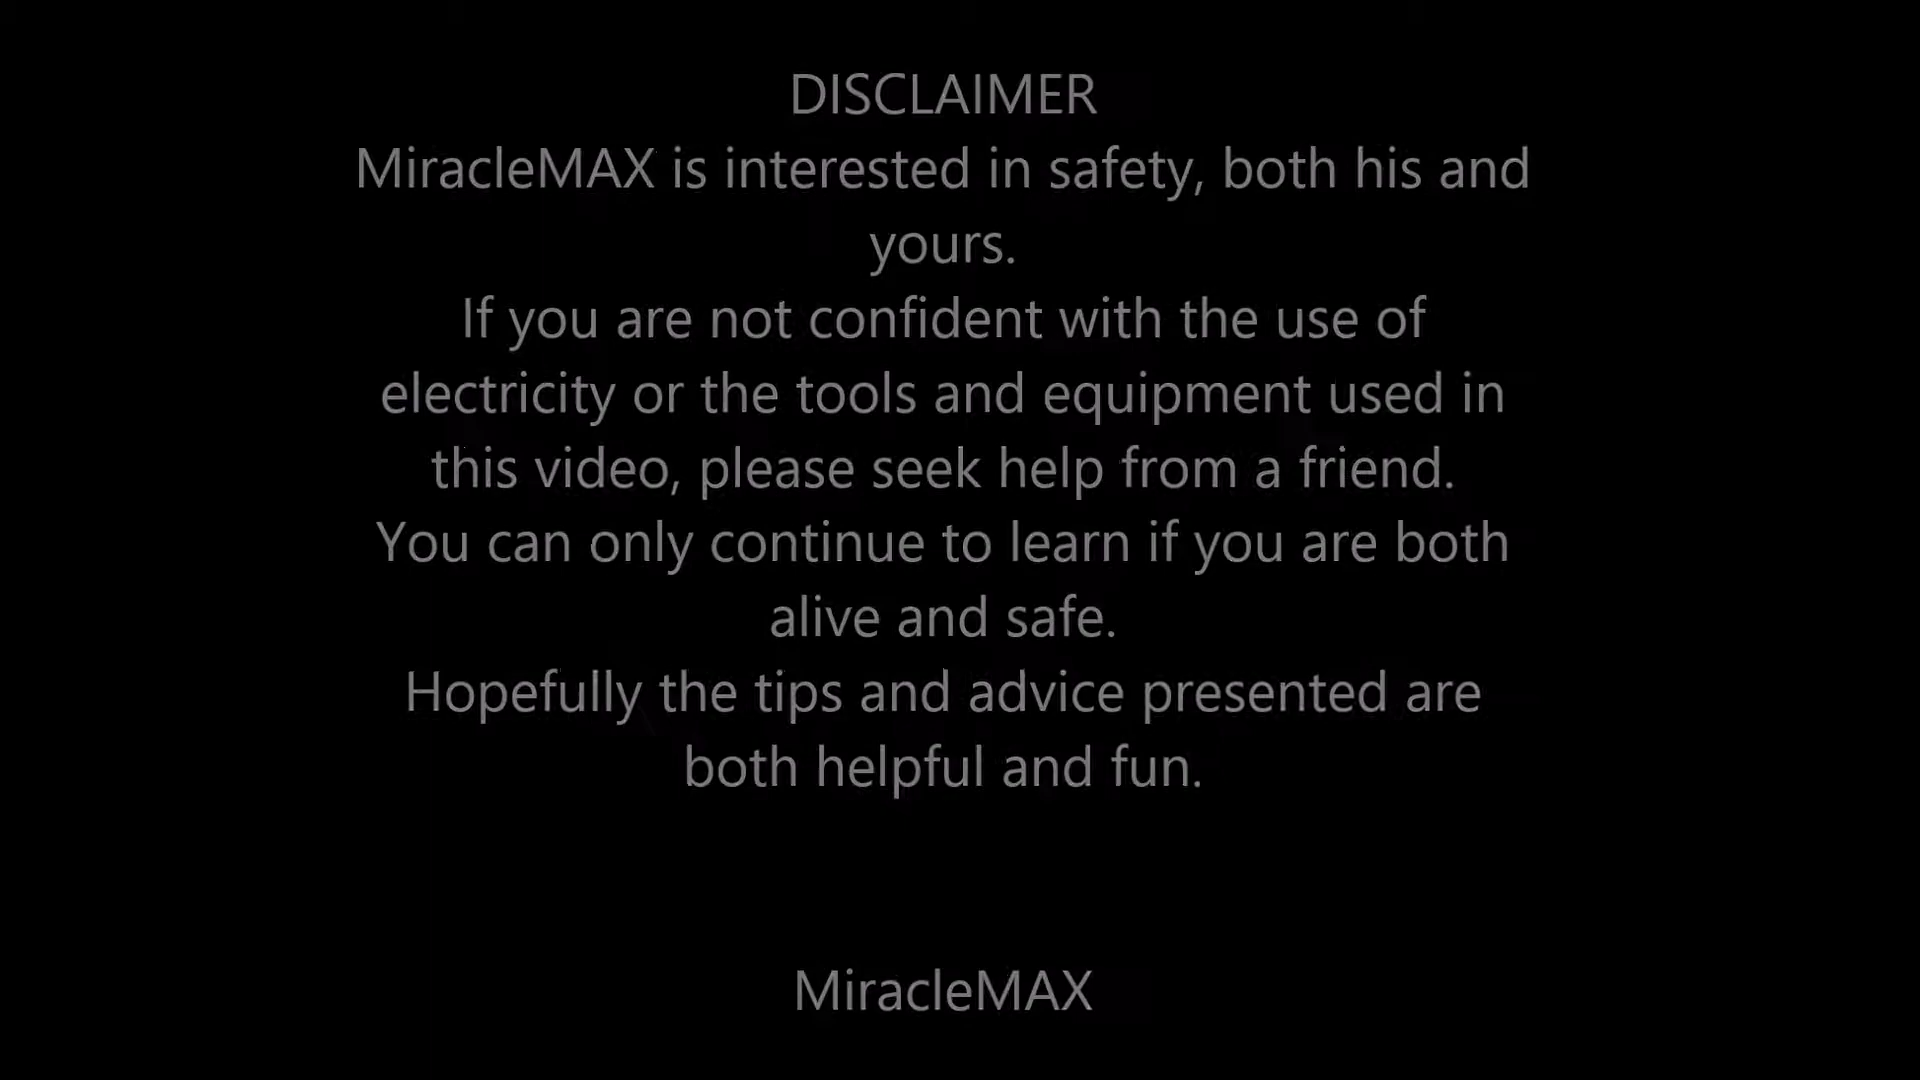 DISCLAIMER
MiracleMAX is interested in safety, both his and
yours.
If you are not confident with the use of
electricity or the tools and equipment used in
this video, please seek help from a friend.
You can only continue to learn if you are both
alive and safe.
Hopefully the tips and advice presented are
both helpful and fun.
MiracleMAX